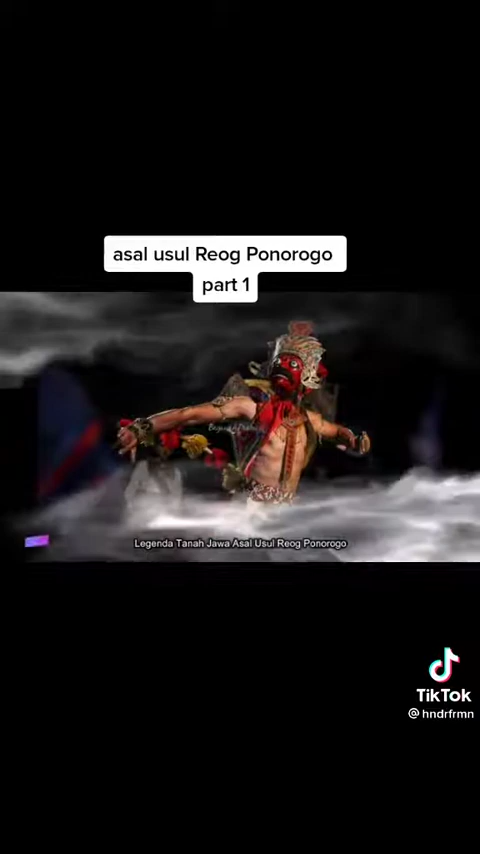 asal usul Reog Ponorogo
part 1
Legenda Tanah Jawa Asal Usul Reog Ponorogo
TikTok
@hndrfrmn